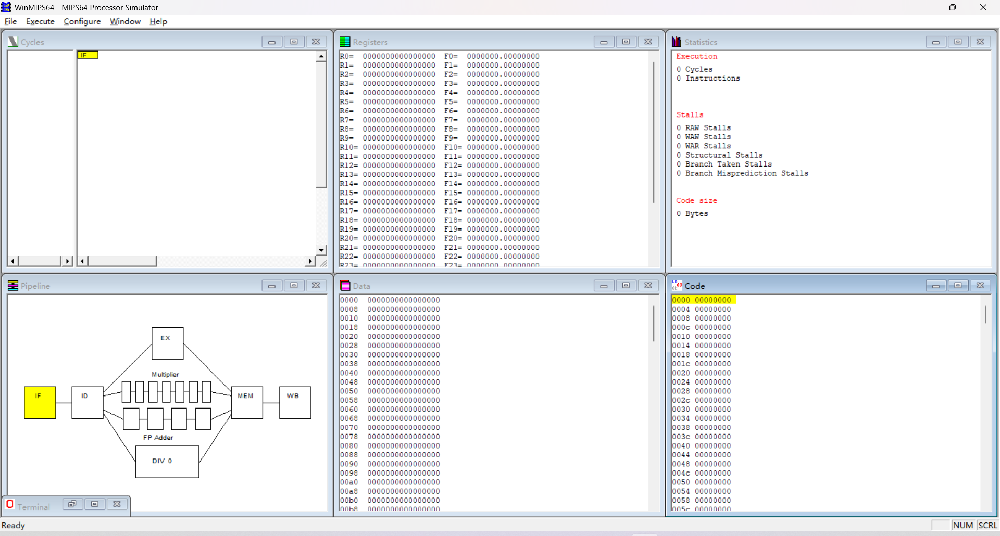 WinMIPS64 - MIPS64 Processor Simulator
File Execute Configure Window Help
Cycles
IF
Registers
R0= 0000000000000000 F0= 0000000.00000000
R1= 0000000000000000 F1= 0000000.00000000
R2= 0000000000000000 F2= 0000000.00000000
R3= 0000000000000000 F3= 0000000.00000000
R4= 0000000000000000 F4= 0000000.00000000
R5= 0000000000000000 F5= 0000000.00000000
R6= 0000000000000000 F6= 0000000.00000000
R7= 0000000000000000 F7= 0000000.00000000
R8= 0000000000000000 F8= 0000000.00000000
R9= 0000000000000000 F9= 0000000.00000000
R10= 0000000000000000 F10= 0000000.00000000
R11= 0000000000000000 F11= 0000000.00000000
R12= 0000000000000000 F12= 0000000.00000000
R13= 0000000000000000 F13= 0000000.00000000
R14= 0000000000000000 F14= 0000000.00000000
R15= 0000000000000000 F15= 0000000.00000000
R16= 0000000000000000 F16= 0000000.00000000
R17= 0000000000000000 F17= 0000000.00000000
R18= 0000000000000000 F18= 0000000.00000000
R19= 0000000000000000 F19= 0000000.00000000
R20= 0000000000000000 F20= 0000000.00000000
R21= 0000000000000000 F21= 0000000.00000000
R22= 0000000000000000 F22= 0000000.00000000
R23= 0000000000000000 F23= 0000000.00000000
Statistics
Execution
0 Cycles
0 Instructions
Stalls
0 RAW Stalls
0 WAW Stalls
0 WAR Stalls
0 Structural Stalls
0 Branch Taken Stalls
0 Branch Misprediction Stalls
Code size
0 Bytes
Pipeline
EX
Multiplier
IF ID MEM WB
FP Adder
DIV 0
Terminal
Data
0000 0000000000000000
0008 0000000000000000
0010 0000000000000000
0018 0000000000000000
0020 0000000000000000
0028 0000000000000000
0030 0000000000000000
0038 0000000000000000
0040 0000000000000000
0048 0000000000000000
0050 0000000000000000
0058 0000000000000000
0060 0000000000000000
0068 0000000000000000
0070 0000000000000000
0078 0000000000000000
0080 0000000000000000
0088 0000000000000000
0090 0000000000000000
0098 0000000000000000
00a0 0000000000000000
00a8 0000000000000000
00b0 0000000000000000
00b8 0000000000000000
Code
0000 00000000
0004 00000000
0008 00000000
000c 00000000
0010 00000000
0014 00000000
0018 00000000
001c 00000000
0020 00000000
0024 00000000
0028 00000000
002c 00000000
0030 00000000
0034 00000000
0038 00000000
003c 00000000
0040 00000000
0044 00000000
0048 00000000
004c 00000000
0050 00000000
0054 00000000
0058 00000000
005c 00000000
Ready
NUM SCRL